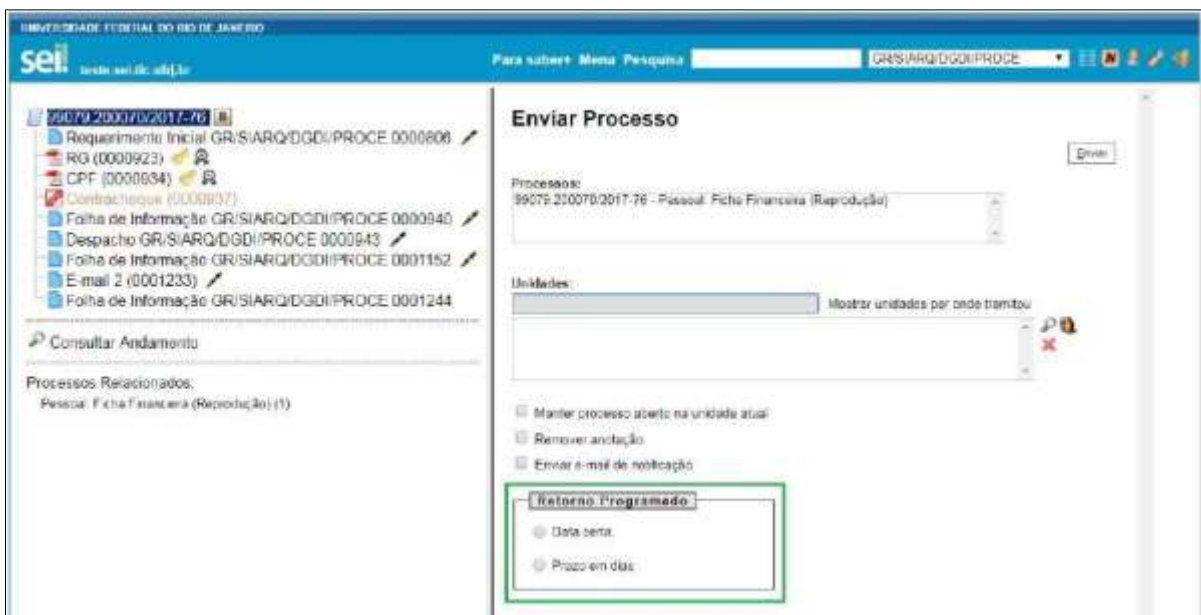 UNIVERSIDADE FEDERAL DO RIO DE JANEIRO
sei! teste.sei.tic.ufrj.br
Para saber+ Menu Pesquisa GR/SIARQ/DGDI/PROCE
99079.200070/2017-76
Requerimento Inicial GR/SIARQ/DGDI/PROCE 0000806
RG (0000923)
CPF (0000934)
Contracheque (0000937)
Folha de Informação GR/SIARQ/DGDI/PROCE 0000940
Despacho GR/SIARQ/DGDI/PROCE 0000943
Folha de Informação GR/SIARQ/DGDI/PROCE 0001152
E-mail 2 (0001233)
Folha de Informação GR/SIARQ/DGDI/PROCE 0001244
Consultar Andamento
Processos Relacionados:
Pessoal: Ficha Financeira (Reprodução) (1)
Enviar Processo
Enviar
Processos:
99079.200070/2017-76 - Pessoal: Ficha Financeira (Reprodução)
Unidades:
Mostrar unidades por onde tramitou
Manter processo aberto na unidade atual
Remover anotação
Enviar e-mail de notificação
Retorno Programado
Data certa
Prazo em dias